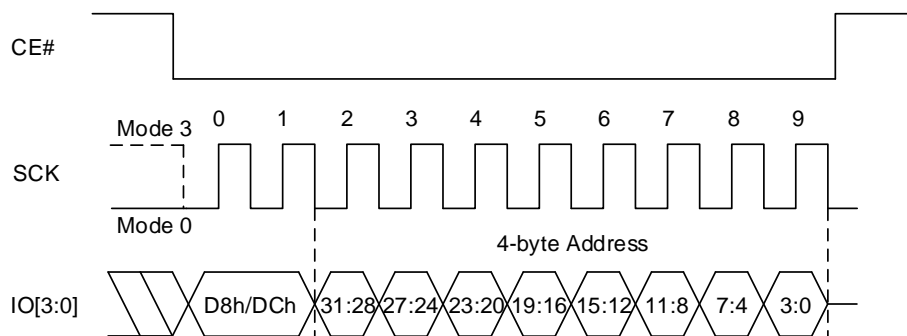 CE#
0 1 2 3 4 5 6 7 8 9
Mode 3
SCK
Mode 0
4-byte Address
IO[3:0] D8h/DCh 31:28 27:24 23:20 19:16 15:12 11:8 7:4 3:0